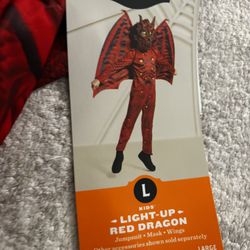 L
KIDS'
LIGHT-UP
RED DRAGON
Jumpsuit • Mask • Wings
Other accessories shown sold separately
LARGE